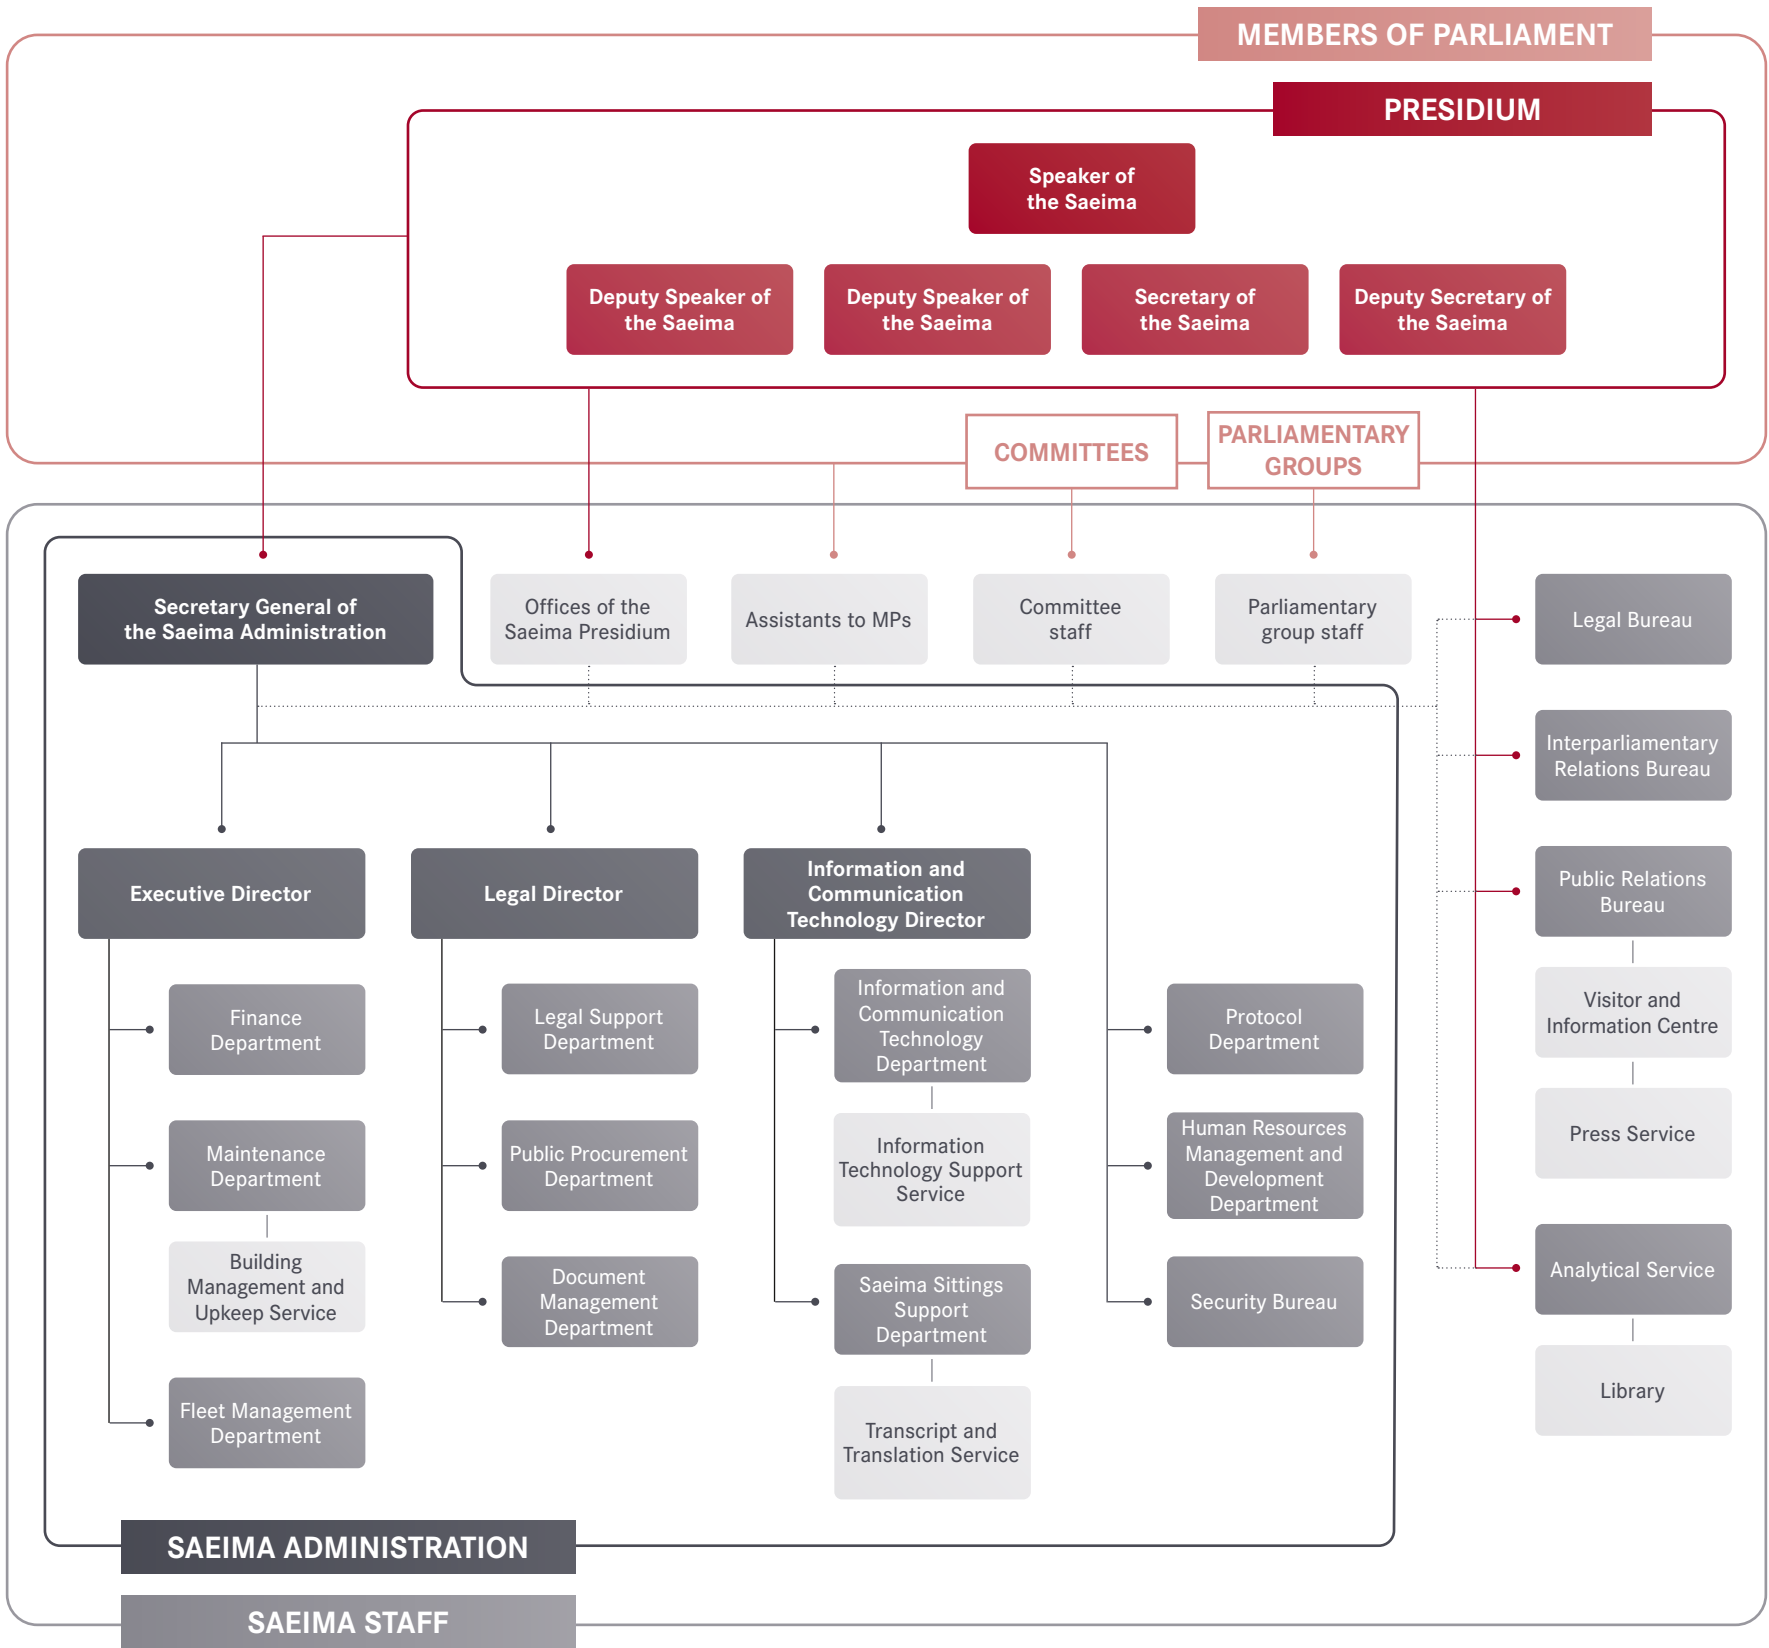 MEMBERS OF PARLIAMENT
PRESIDIUM
Speaker of
the Saeima
Deputy Speaker of
the Saeima
Deputy Speaker of
the Saeima
Secretary of
the Saeima
Deputy Secretary of
the Saeima
COMMITTEES
PARLIAMENTARY
GROUPS
Secretary General of
the Saeima Administration
Offices of the
Saeima Presidium
Assistants to MPs
Committee
staff
Parliamentary
group staff
Legal Bureau
Interparliamentary
Relations Bureau
Public Relations
Bureau
Visitor and
Information Centre
Press Service
Analytical Service
Library
Executive Director
Finance
Department
Maintenance
Department
Building
Management and
Upkeep Service
Fleet Management
Department
Legal Director
Legal Support
Department
Public Procurement
Department
Document
Management
Department
Information and
Communication
Technology Director
Information and
Communication
Technology
Department
Information
Technology Support
Service
Saeima Sittings
Support
Department
Transcript and
Translation Service
Protocol
Department
Human Resources
Management and
Development
Department
Security Bureau
SAEIMA ADMINISTRATION
SAEIMA STAFF